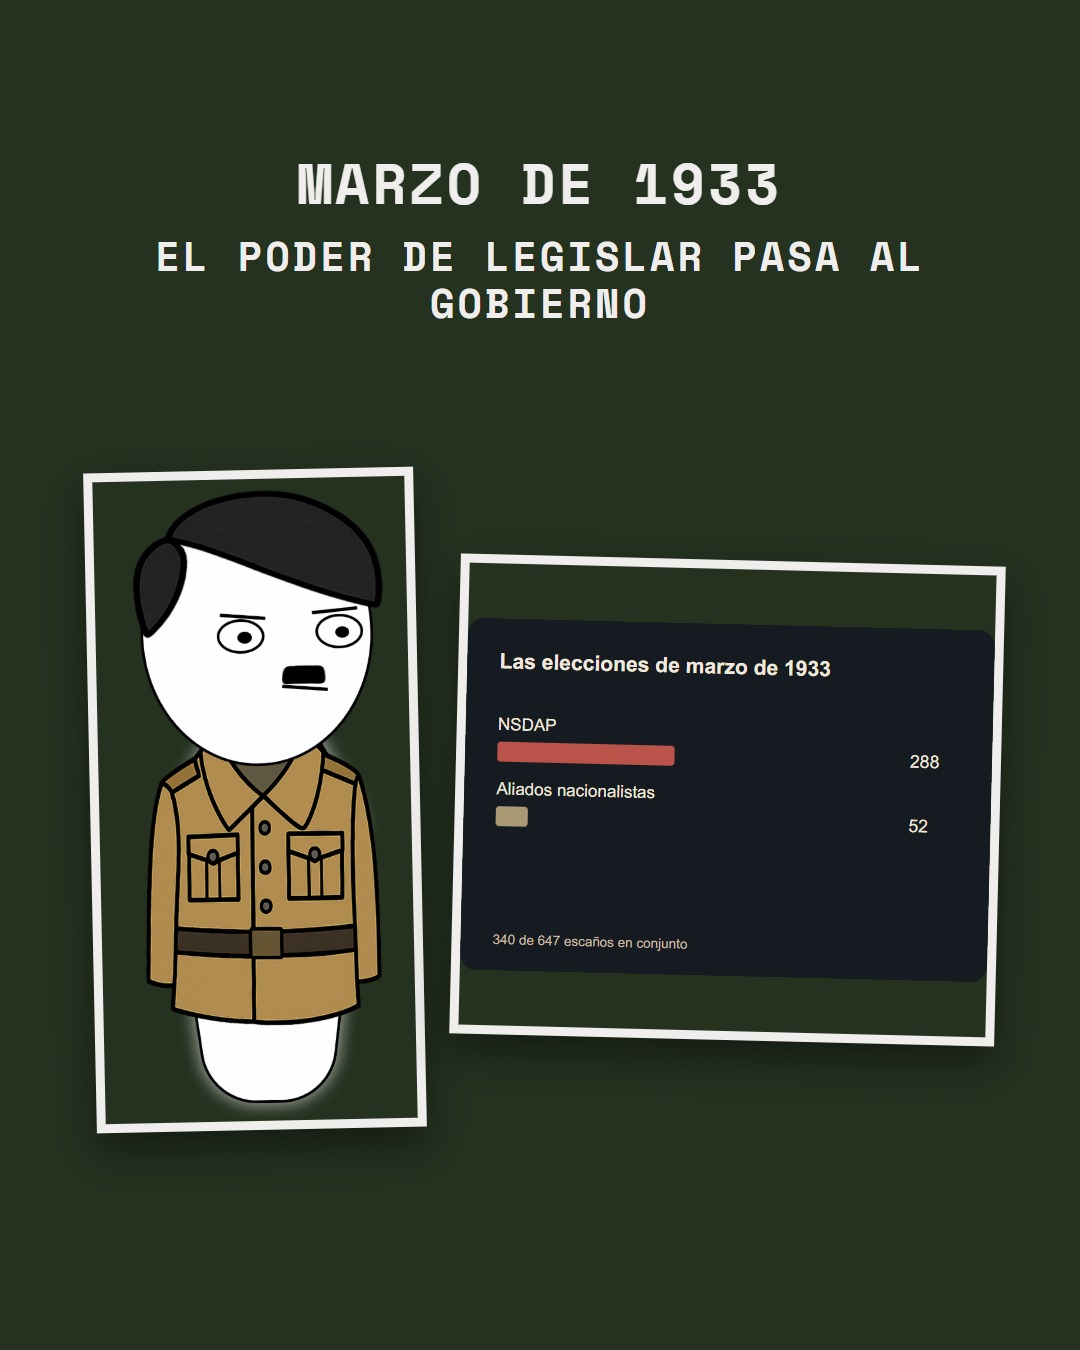 MARZO DE 1933
EL PODER DE LEGISLAR PASA AL
GOBIERNO
Las elecciones de marzo de 1933
NSDAP
288
Aliados nacionalistas
52
340 de 647 escaños en conjunto